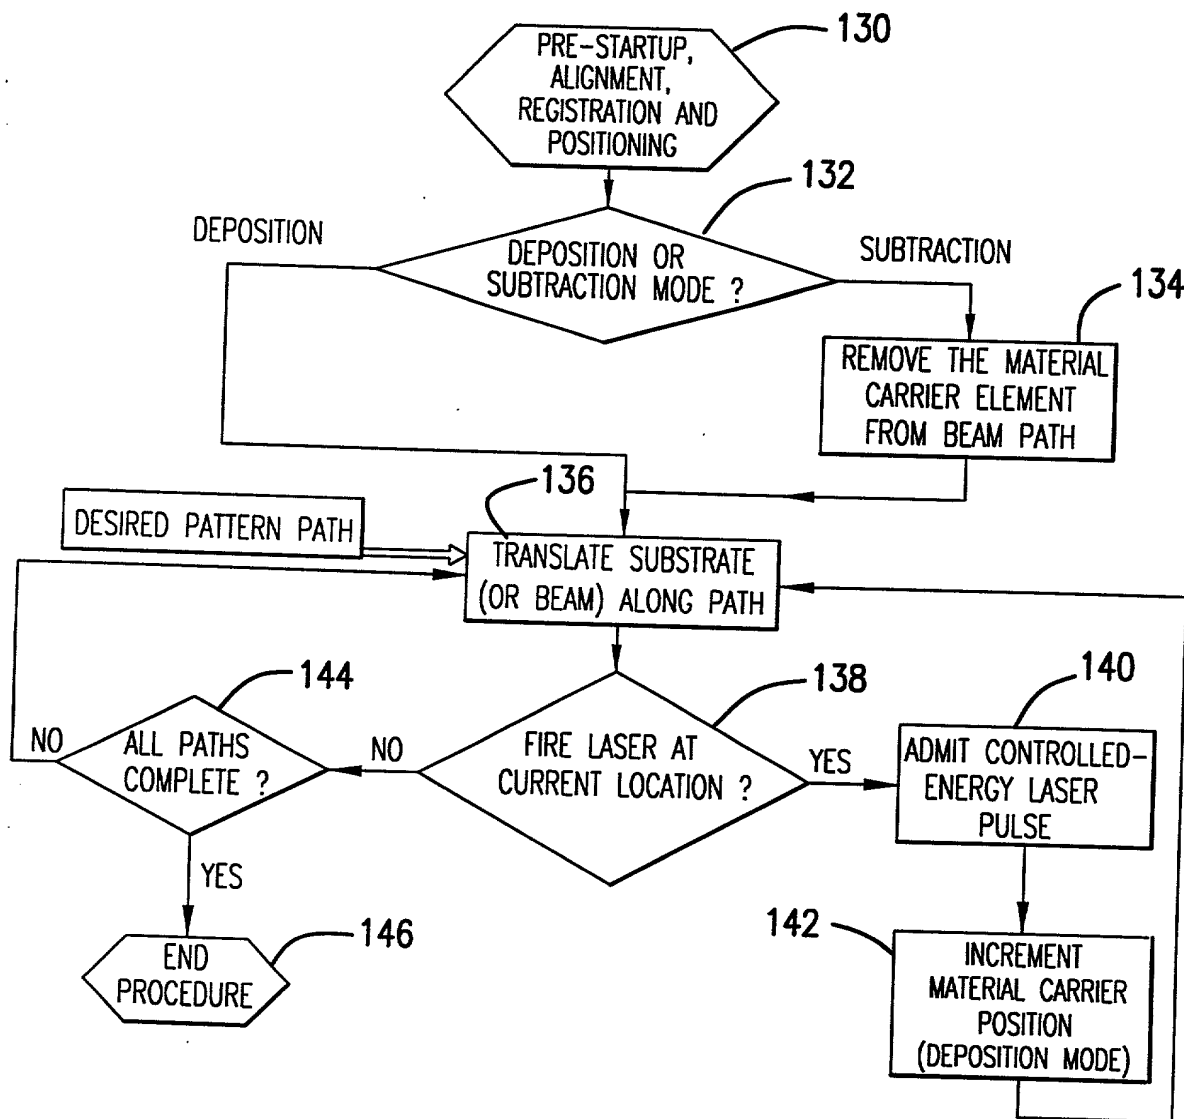 130
PRE-STARTUP,
ALIGNMENT,
REGISTRATION AND
POSITIONING
132
DEPOSITION
DEPOSITION OR
SUBTRACTION MODE ?
SUBTRACTION
134
REMOVE THE MATERIAL
CARRIER ELEMENT
FROM BEAM PATH
136
DESIRED PATTERN PATH
TRANSLATE SUBSTRATE
(OR BEAM) ALONG PATH
144
138
140
NO
ALL PATHS
COMPLETE ?
NO
FIRE LASER AT
CURRENT LOCATION ?
YES
ADMIT CONTROLLED-
ENERGY LASER
PULSE
YES
142
146
END
PROCEDURE
INCREMENT
MATERIAL CARRIER
POSITION
(DEPOSITION MODE)